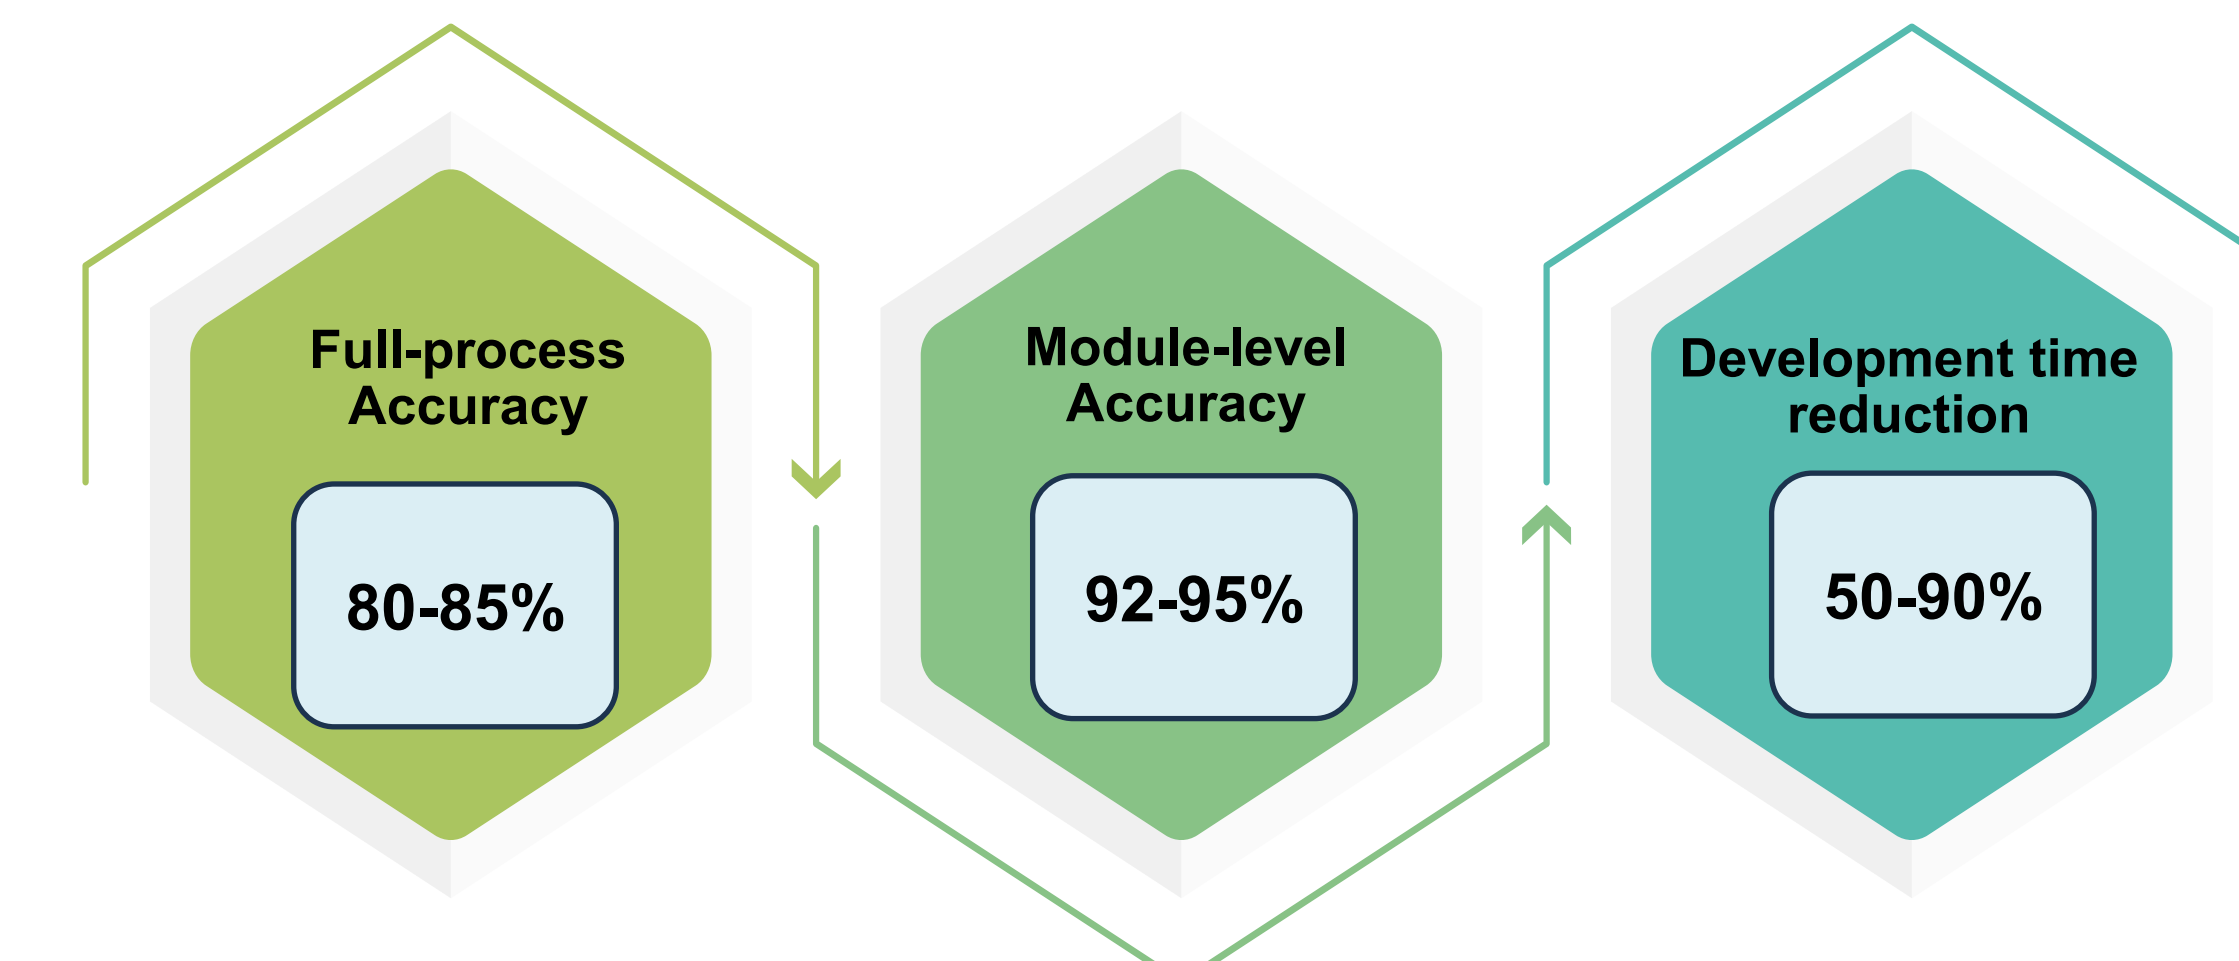 Full-process
Accuracy
80-85%
Module-level
Accuracy
92-95%
Development time
reduction
50-90%